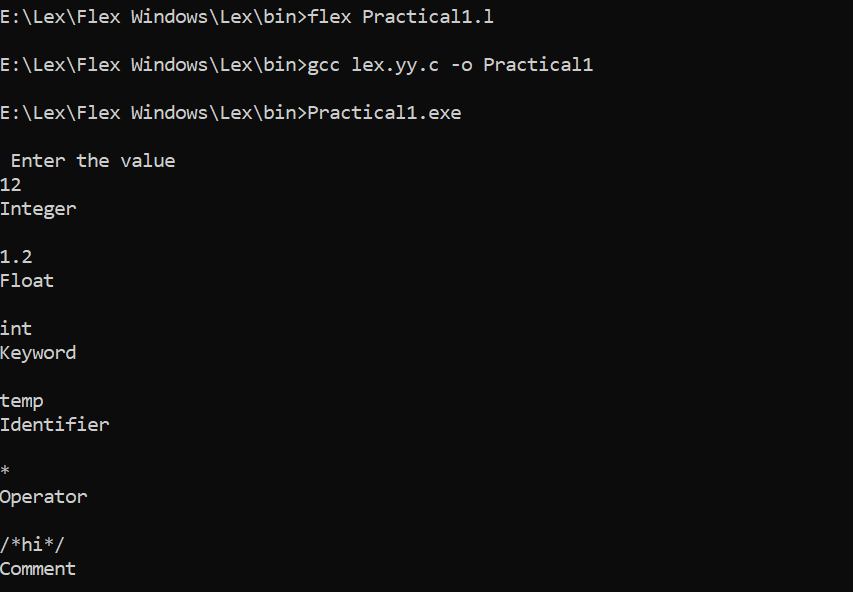 E:\Lex\Flex Windows\Lex\bin>flex Practical1.l
E:\Lex\Flex Windows\Lex\bin>gcc lex.yy.c -o Practical1
E:\Lex\Flex Windows\Lex\bin>Practical1.exe
Enter the value
12
Integer
1.2
Float
int
Keyword
temp
Identifier
*
Operator
/*hi*/
Comment